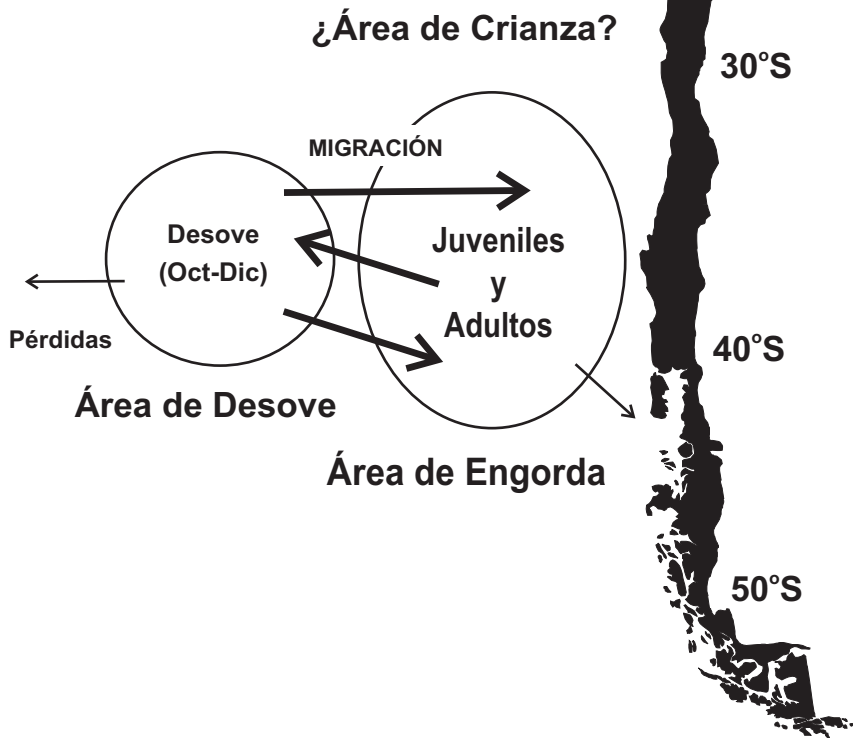 ¿Área de Crianza?
30°S
MIGRACIÓN
Desove
(Oct-Dic)
Juveniles
y
Adultos
Pérdidas
40°S
Área de Desove
Área de Engorda
50°S